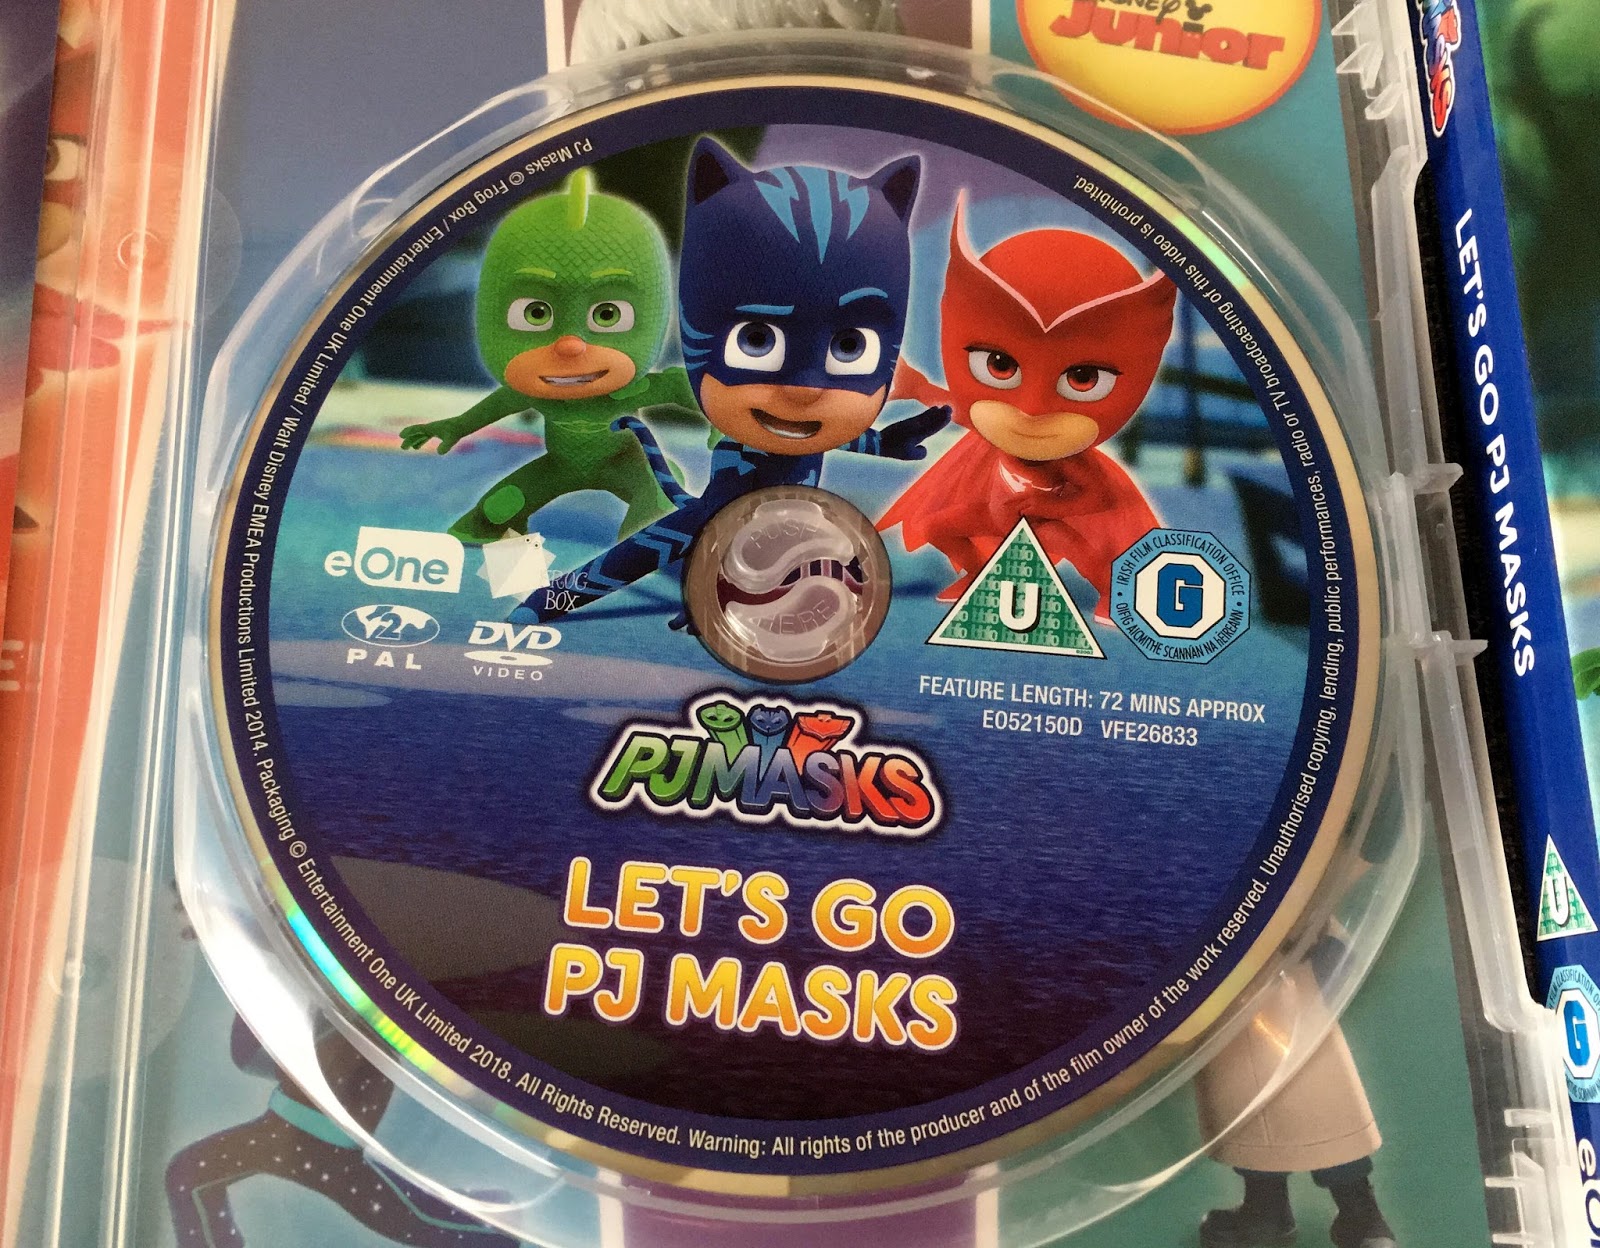 DISNEY
Junior
PJ Masks © Frog Box / Entertainment One UK Limited / Walt Disney EMEA Productions Limited 2014. Packaging © Entertainment One UK Limited 2018. All Rights Reserved. Warning: All rights of the producer and of the film owner of the work reserved. Unauthorised copying, lending, public performances, radio or TV broadcasting of this video is prohibited.
eOne
FROG
BOX
2
PAL
DVD
VIDEO
PUSH
HERE
U
IRISH FILM CLASSIFICATION OFFICE
G
OIFIG AICMITHE SCANNÁN NA HÉIREANN
FEATURE LENGTH: 72 MINS APPROX
EO52150D VFE26833
PJ MASKS
LET'S GO
PJ MASKS
LET'S GO PJ MASKS
U
G